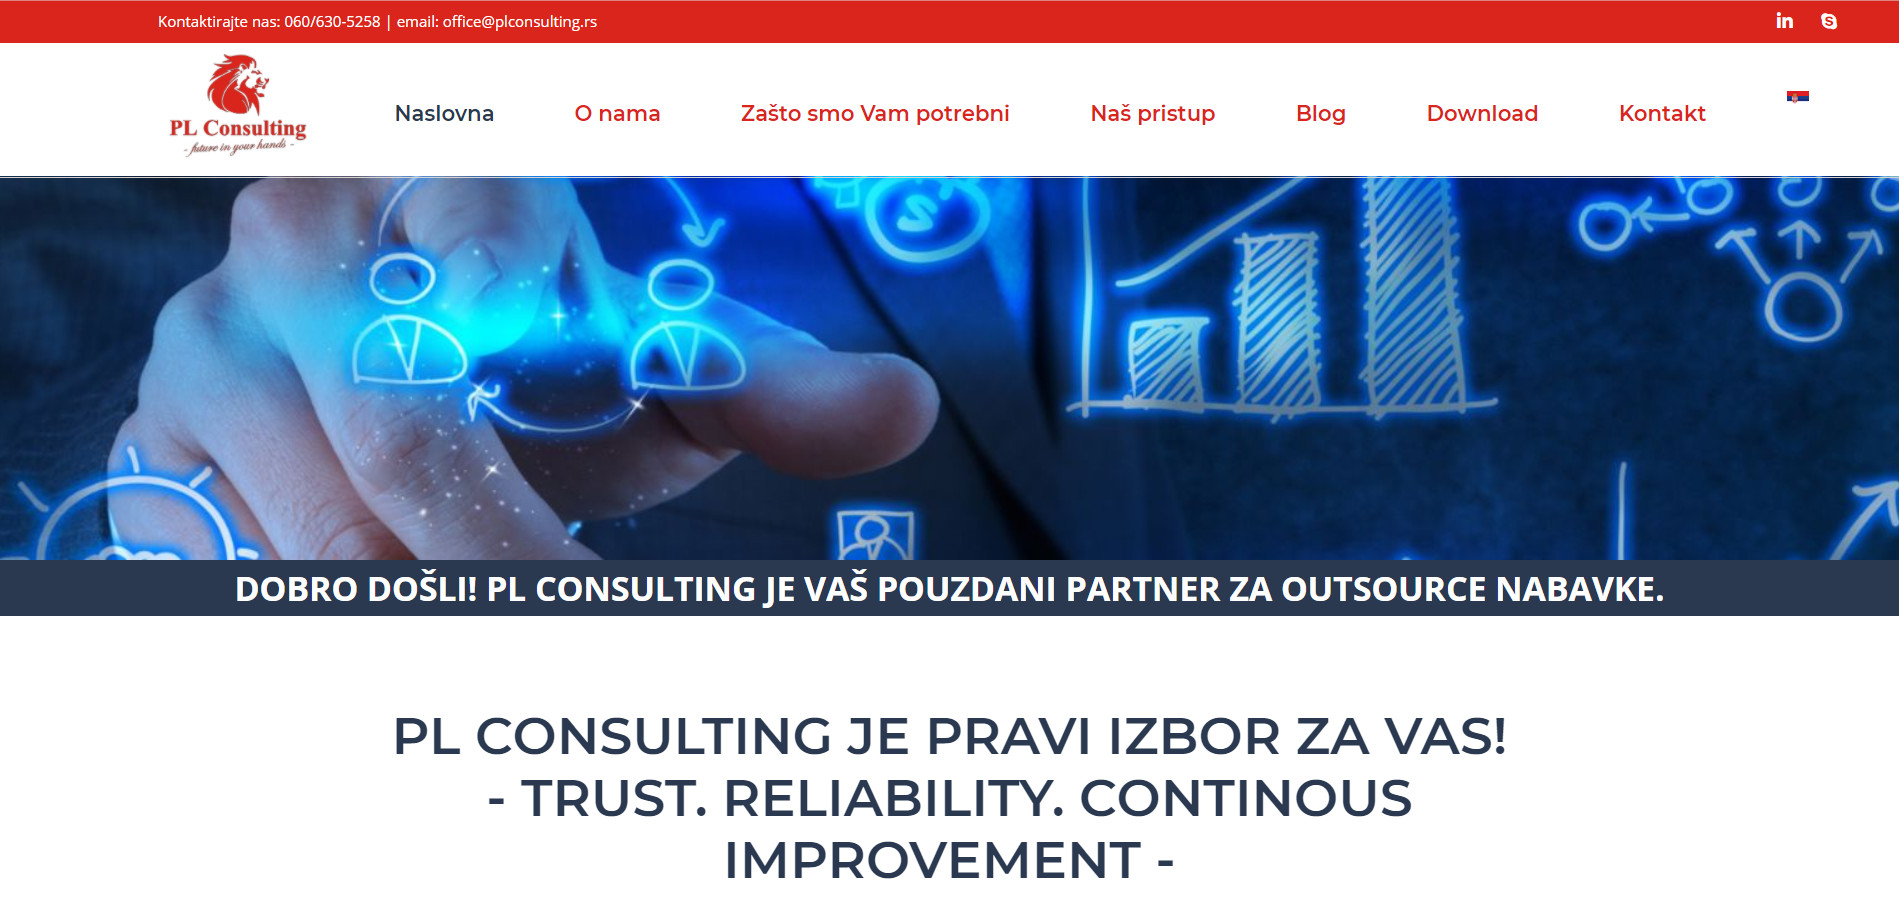 Kontaktirajte nas: 060/630-5258 | email: office@plconsulting.rs
PL Consulting
- future in your hands -
Naslovna O nama Zašto smo Vam potrebni Naš pristup Blog Download Kontakt
DOBRO DOŠLI! PL CONSULTING JE VAŠ POUZDANI PARTNER ZA OUTSOURCE NABAVKE.
PL CONSULTING JE PRAVI IZBOR ZA VAS!
- TRUST. RELIABILITY. CONTINOUS
IMPROVEMENT -